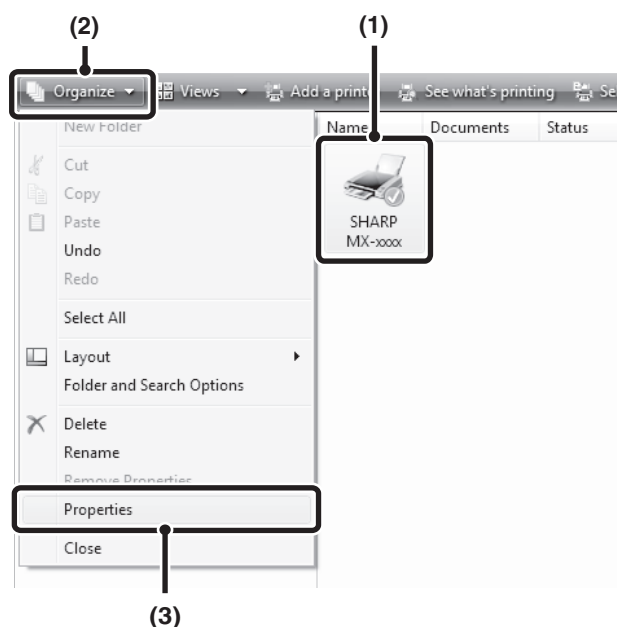 (2)
(1)
Organize Views Add a printer See what's printing Se
New Folder
Name Documents Status
Cut
Copy
Paste
Undo
Redo
SHARP
MX-xxxx
Select All
Layout
Folder and Search Options
Delete
Rename
Remove Properties
Properties
Close
(3)